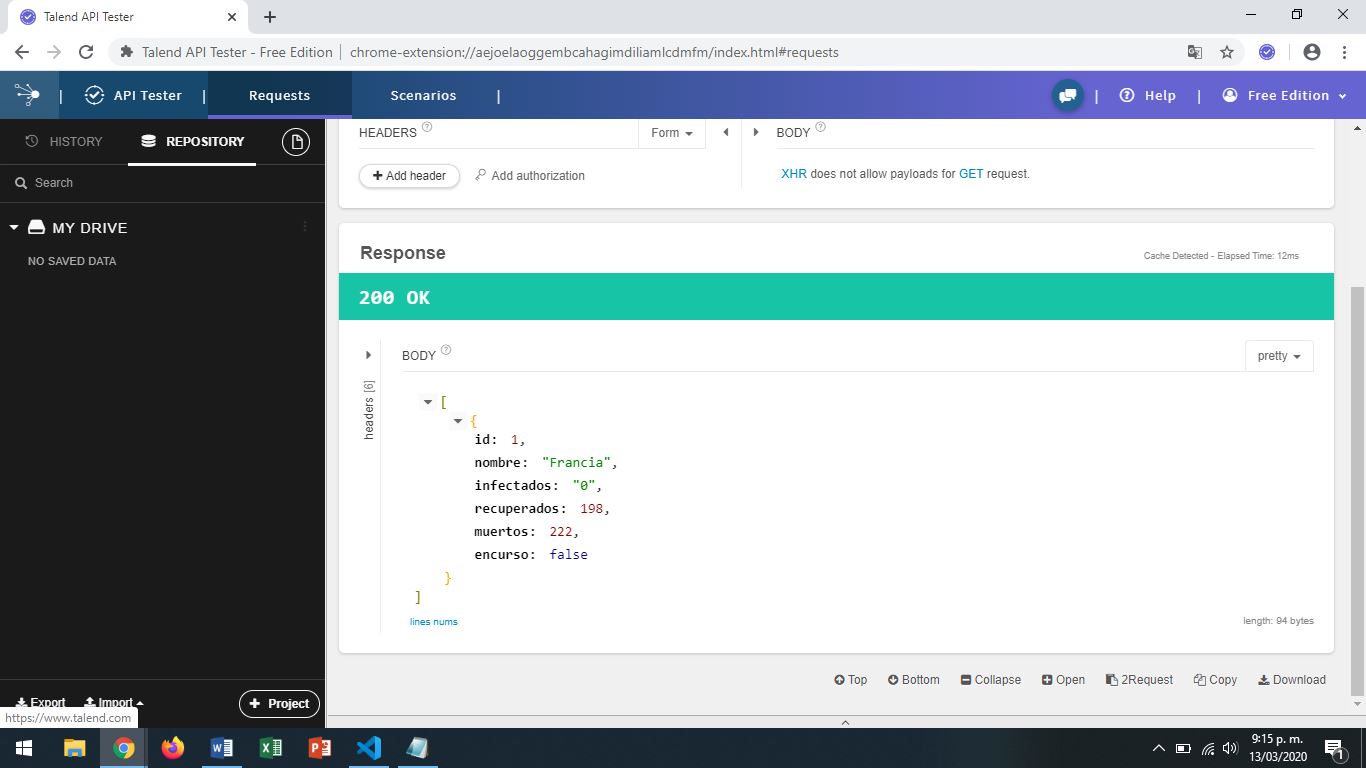 Talend API Tester
Talend API Tester - Free Edition | chrome-extension://aejoelaoggembcahagimdiliamlcdmfm/index.html#requests
| API Tester | Requests Scenarios | | Help | Free Edition
HISTORY REPOSITORY
Search
MY DRIVE
NO SAVED DATA
HEADERS ? Form BODY ?
+ Add header Add authorization
XHR does not allow payloads for GET request.
Response
Cache Detected - Elapsed Time: 12ms
200 OK
headers [6]
BODY ? pretty
[
{
id: 1,
nombre: "Francia",
infectados: "0",
recuperados: 198,
muertos: 222,
encurso: false
}
]
lines nums length: 94 bytes
Top Bottom Collapse Open 2Request Copy Download
Export Import + Project
https://www.talend.com
9:15 p. m.
13/03/2020
1